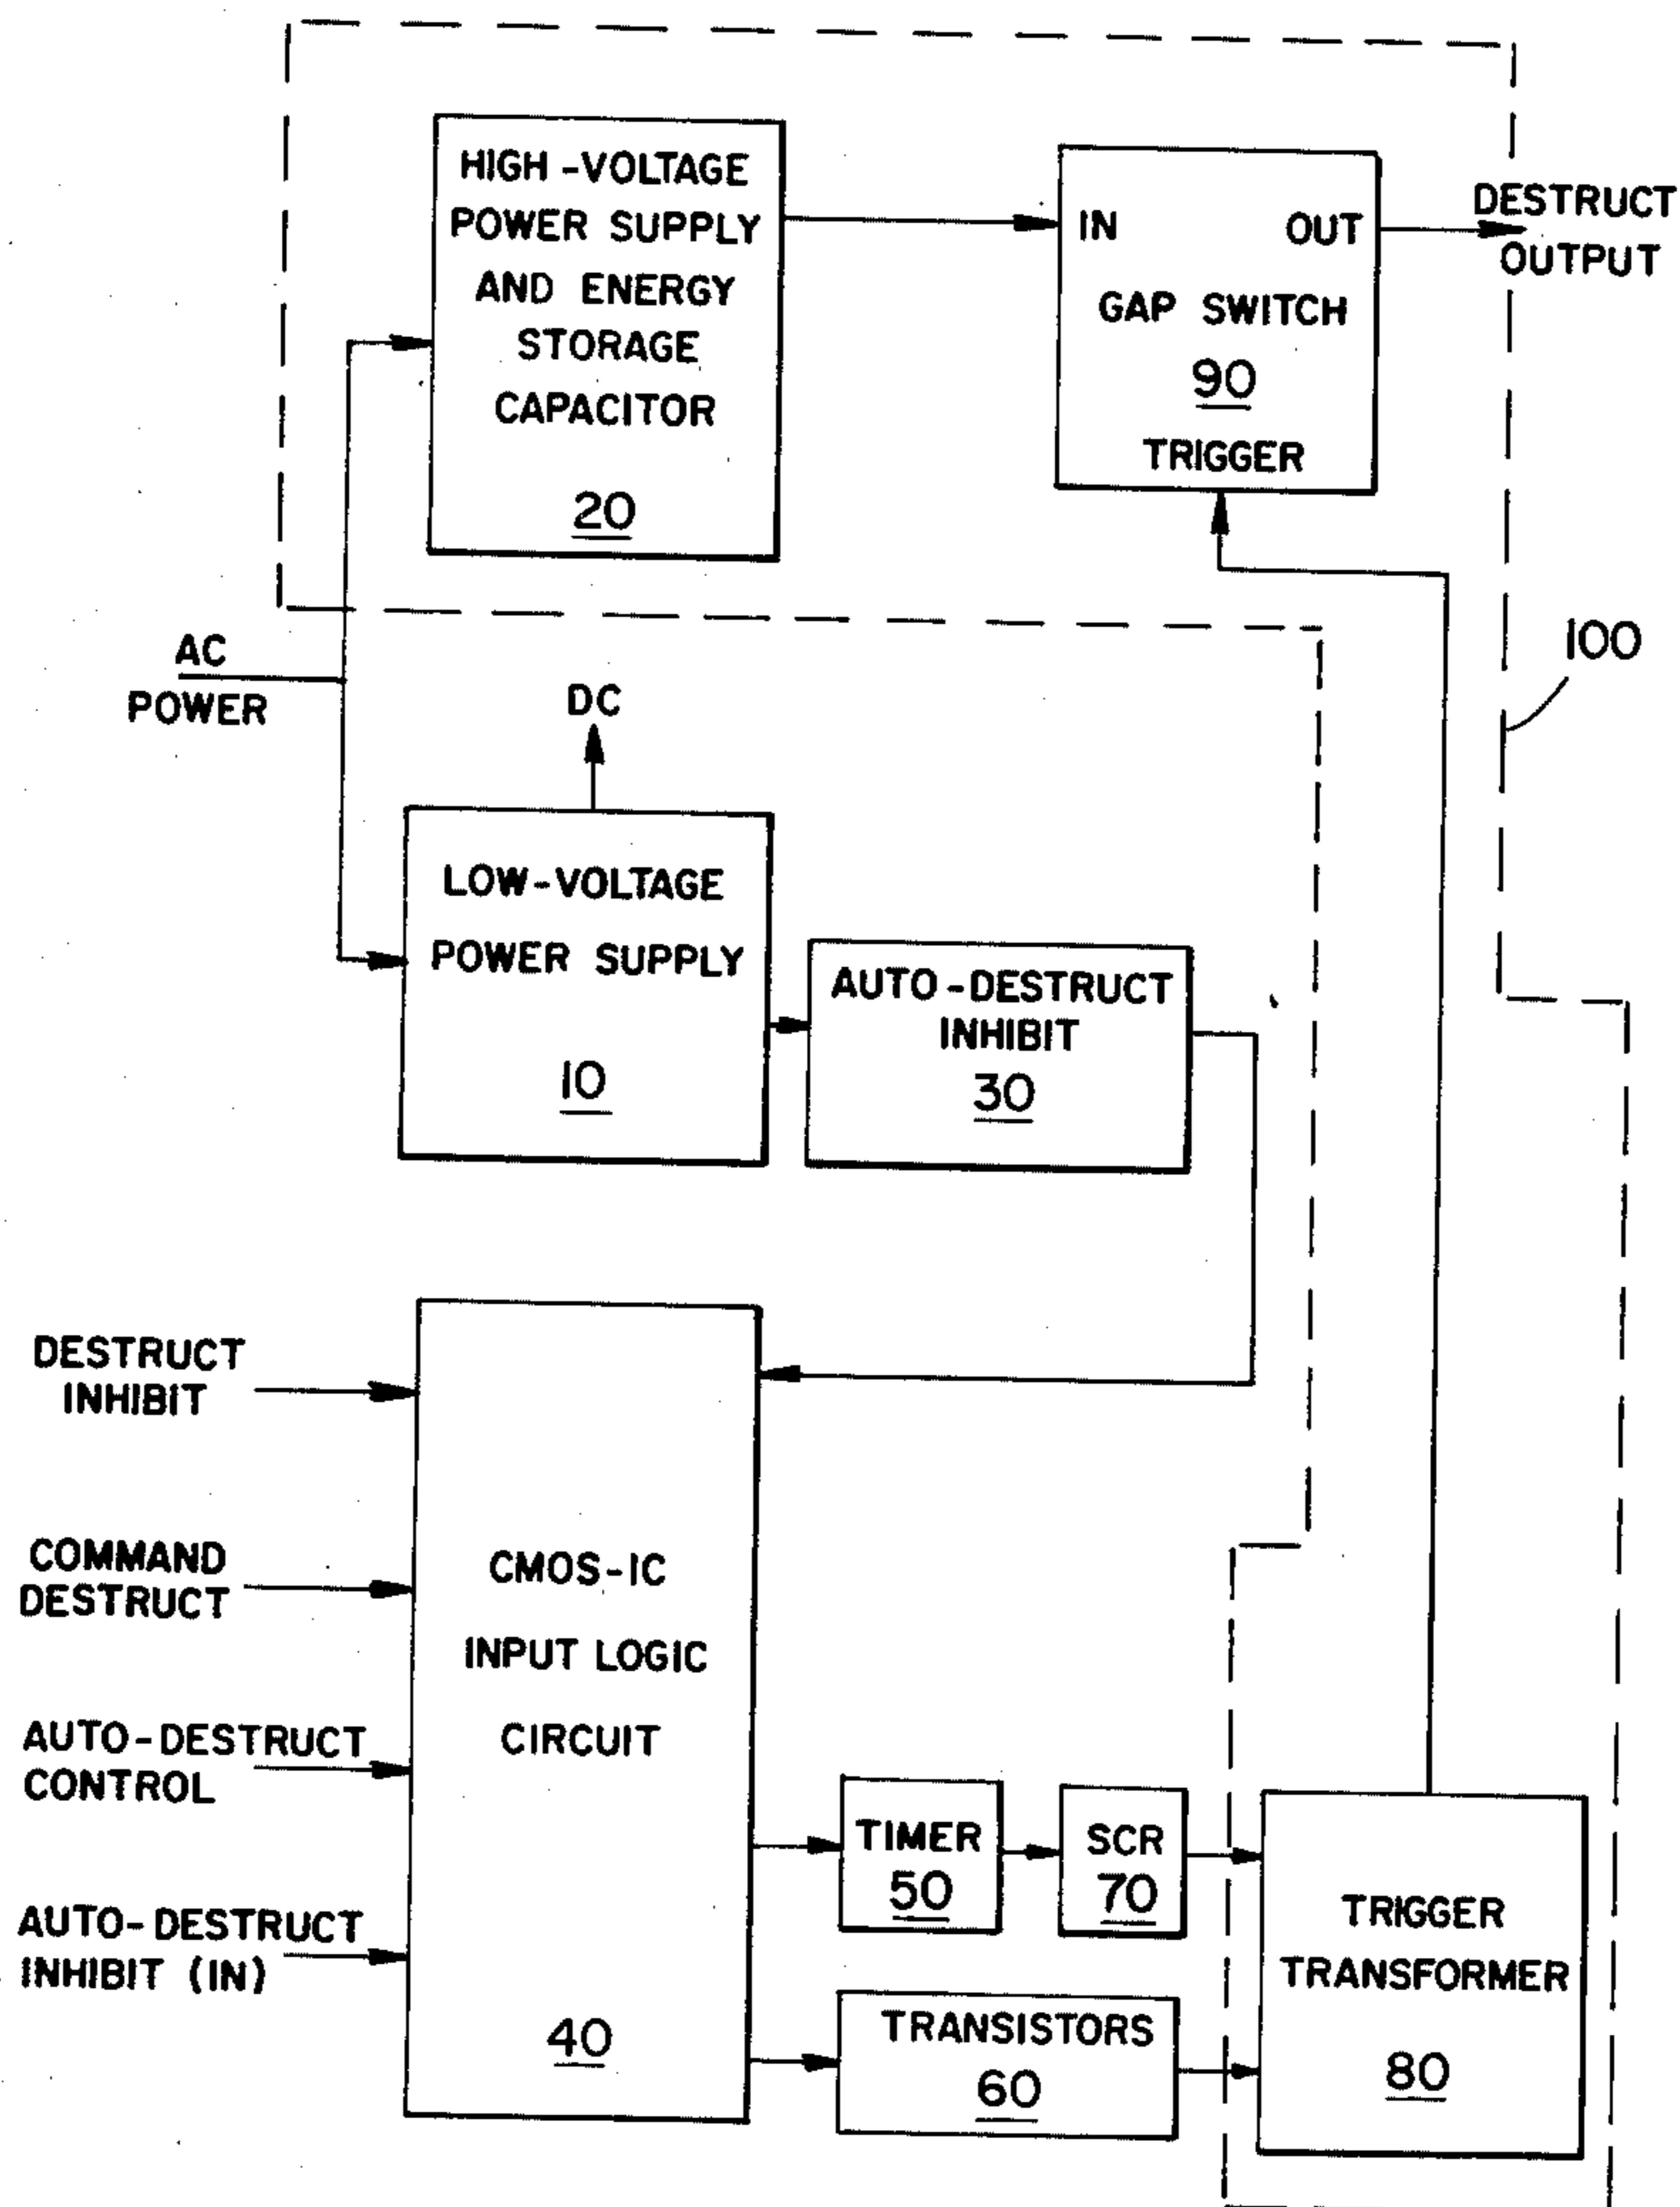 HIGH-VOLTAGE
POWER SUPPLY
AND ENERGY
STORAGE
CAPACITOR
20
IN
OUT
GAP SWITCH
90
TRIGGER
DESTRUCT
OUTPUT
100
AC
POWER
DC
LOW-VOLTAGE
POWER SUPPLY
10
AUTO-DESTRUCT
INHIBIT
30
DESTRUCT
INHIBIT
COMMAND
DESTRUCT
AUTO-DESTRUCT
CONTROL
AUTO-DESTRUCT
INHIBIT (IN)
CMOS-IC
INPUT LOGIC
CIRCUIT
40
TIMER
50
SCR
70
TRANSISTORS
60
TRIGGER
TRANSFORMER
80